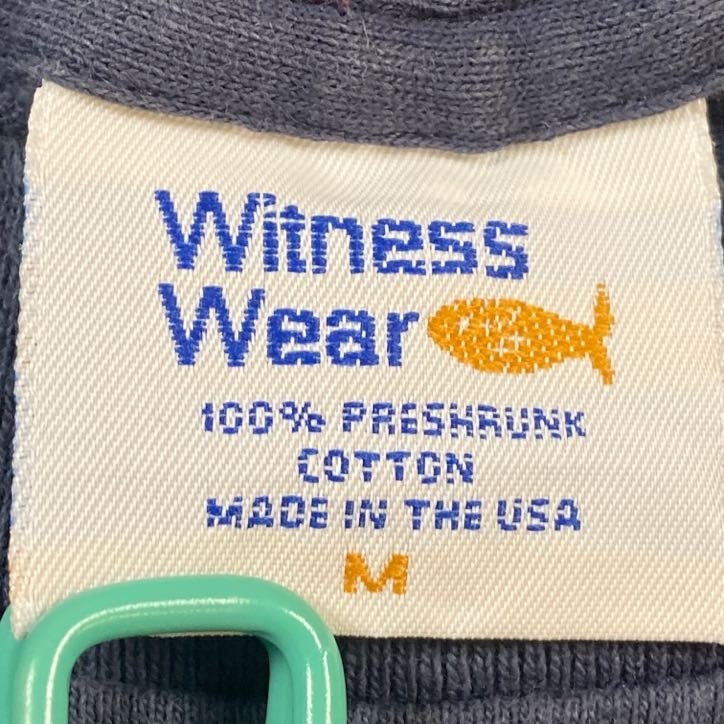 Witness
Wear
100% PRESHRUNK
COTTON
MADE IN THE USA
M